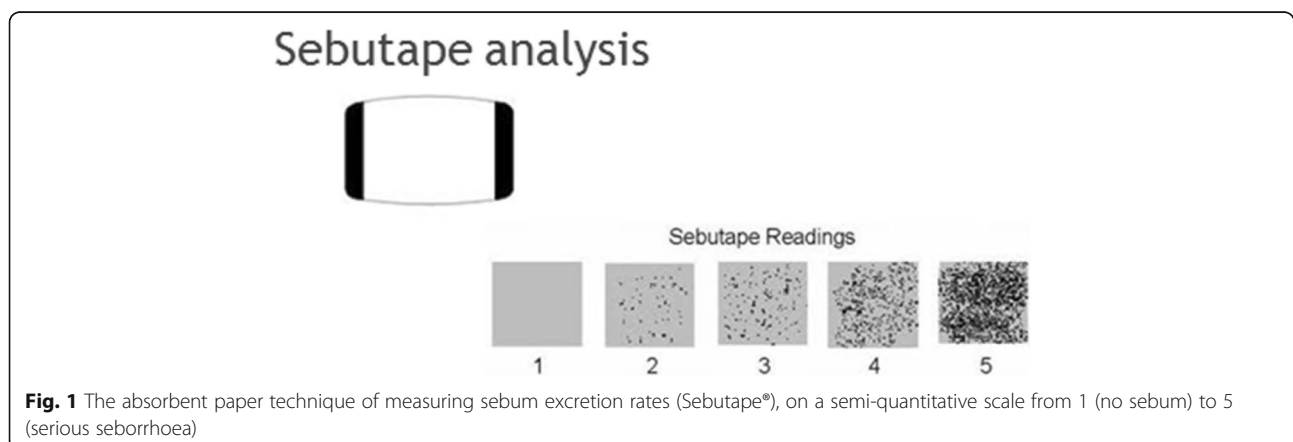 Sebutape analysis
Sebutape Readings
1 2 3 4 5
Fig. 1 The absorbent paper technique of measuring sebum excretion rates (Sebutape®), on a semi-quantitative scale from 1 (no sebum) to 5
(serious seborrhoea)